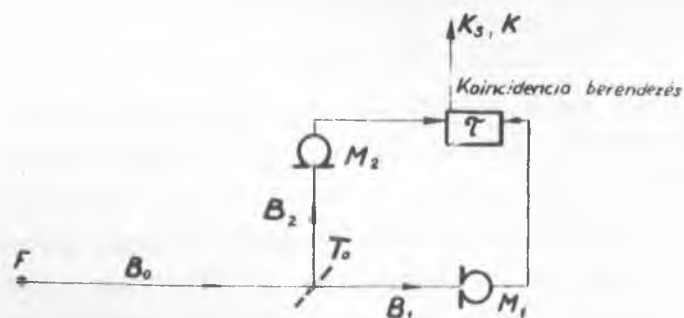 K₃, K
Koincidencia berendezés
τ
M₂
B₂
T₀
F
B₀
B₁
M₁